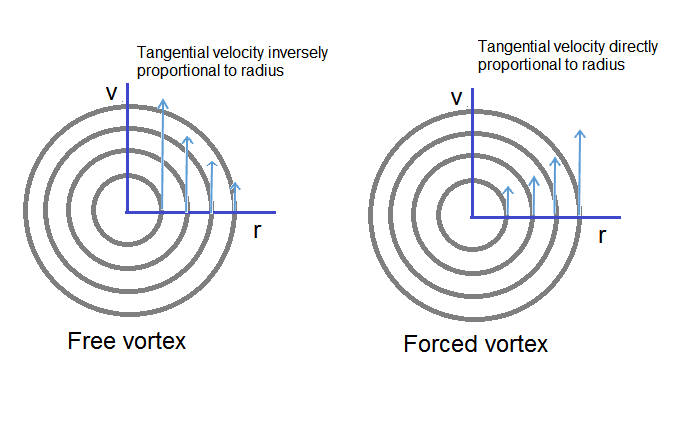 Tangential velocity inversely
proportional to radius
v
r
Free vortex
Tangential velocity directly
proportional to radius
v
r
Forced vortex